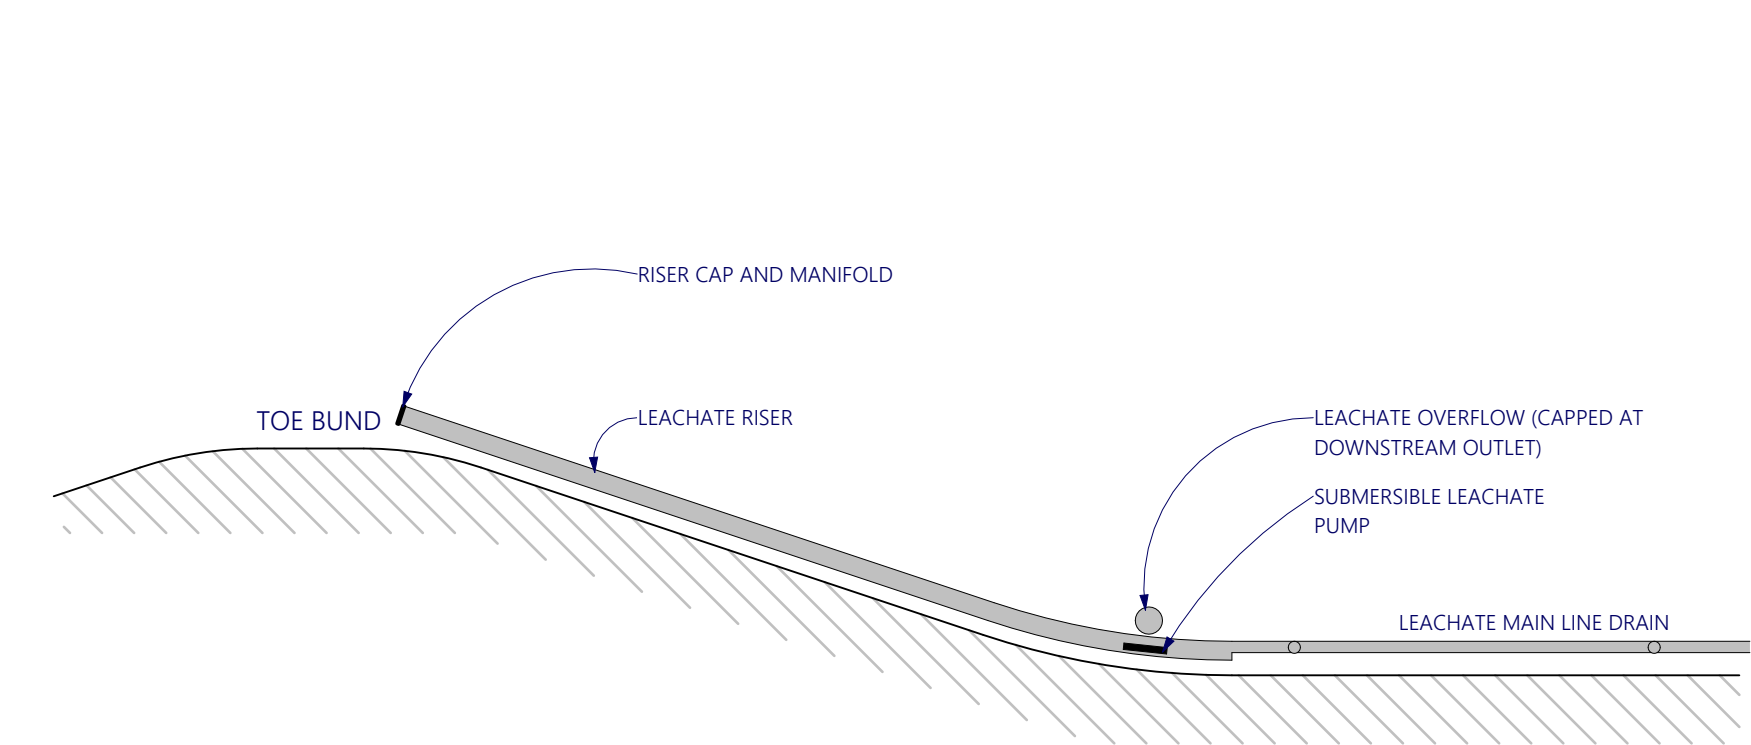 RISER CAP AND MANIFOLD
TOE BUND
LEACHATE RISER
LEACHATE OVERFLOW (CAPPED AT
DOWNSTREAM OUTLET)
SUBMERSIBLE LEACHATE
PUMP
LEACHATE MAIN LINE DRAIN